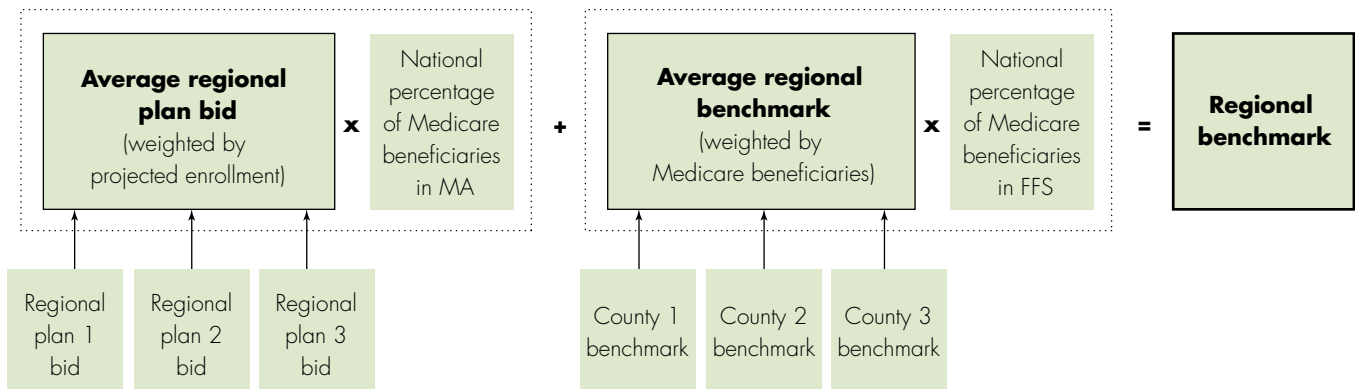 Average regional
plan bid
(weighted by
projected enrollment)
x
National
percentage
of Medicare
beneficiaries
in MA
+
Average regional
benchmark
(weighted by
Medicare beneficiaries)
x
National
percentage
of Medicare
beneficiaries
in FFS
=
Regional
benchmark
Regional
plan 1
bid
Regional
plan 2
bid
Regional
plan 3
bid
County 1
benchmark
County 2
benchmark
County 3
benchmark